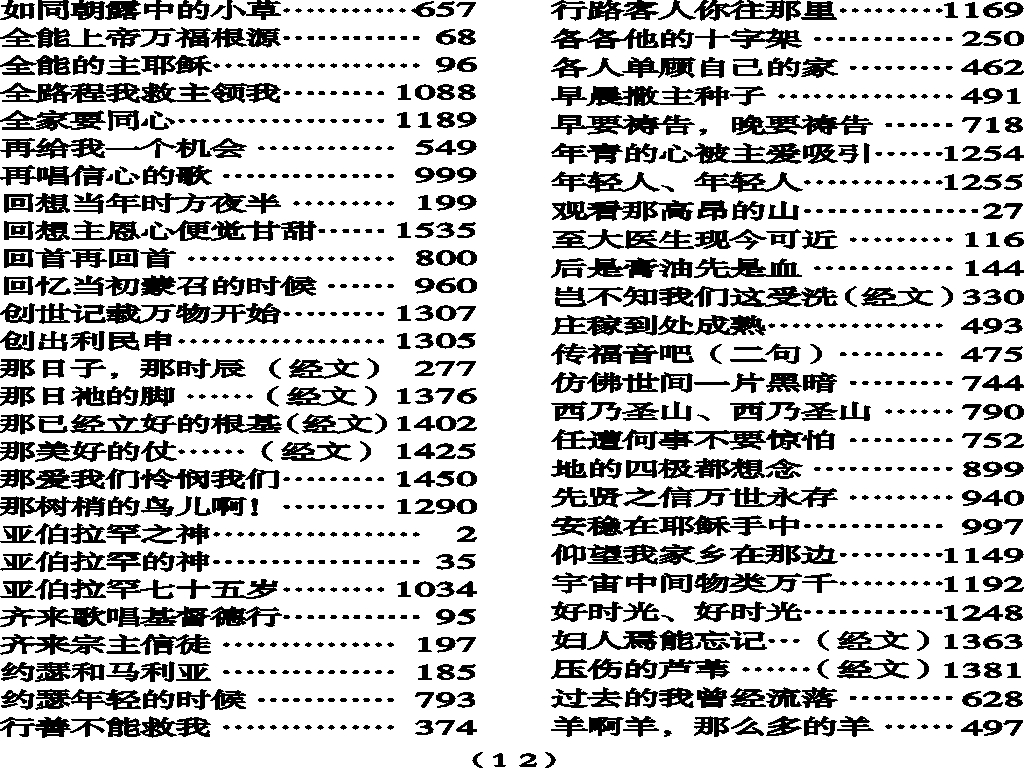 如同朝露中的小草…………657
全能上帝万福根源………… 68
全能的主耶稣……………… 96
全路程我救主领我……… 1088
全家要同心……………… 1189
再给我一个机会 ………… 549
再唱信心的歌 …………… 999
回想当年时方夜半 ……… 199
回想主恩心便觉甘甜…… 1535
回首再回首 ……………… 800
回忆当初蒙召的时候 …… 960
创世记载万物开始……… 1307
创出利民申……………… 1305
那日子，那时辰 （经文） 277
那日祂的脚 ……（经文）1376
那已经立好的根基（经文）1402
那美好的仗…… （经文） 1425
那爱我们怜悯我们……… 1450
那树梢的鸟儿啊！ ……… 1290
亚伯拉罕之神……………… 2
亚伯拉罕的神……………… 35
亚伯拉罕七十五岁……… 1034
齐来歌唱基督德行………… 95
齐来宗主信徒 …………… 197
约瑟和马利亚 …………… 185
约瑟年轻的时候 ………… 793
行善不能救我 …………… 374
行路客人你往那里………1169
各各他的十字架 ………… 250
各人单顾自己的家 ……… 462
早晨撒主种子 ……………491
早要祷告，晚要祷告 ……718
年青的心被主爱吸引……1254
年轻人、年轻人…………1255
观看那高昂的山……………27
至大医生现今可近 ……… 116
后是膏油先是血 ………… 144
岂不知我们这受洗（经文）330
庄稼到处成熟…………… 493
传福音吧（二句）……… 475
仿佛世间一片黑暗 ………744
西乃圣山、西乃圣山 ……790
任遭何事不要惊怕 ………752
地的四极都想念 ………… 899
先贤之信万世永存 ……… 940
安稳在耶稣手中………… 997
仰望我家乡在那边………1149
宇宙中间物类万千………1192
好时光、好时光…………1248
妇人焉能忘记…（经文）1363
压伤的芦苇 ……（经文）1381
过去的我曾经流落 ………628
羊啊羊，那么多的羊 ……497
（12）